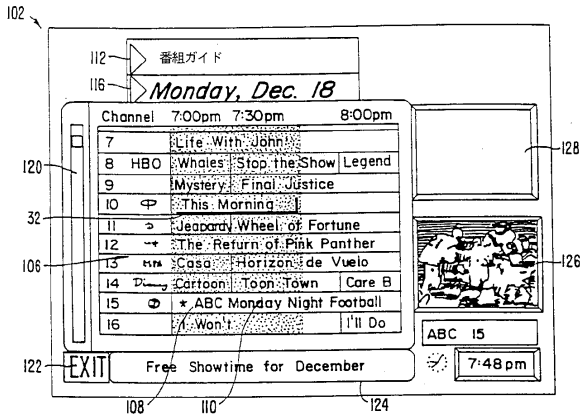 102
112
番組ガイド
116
Monday, Dec. 18
Channel 7:00pm 7:30pm 8:00pm
7 Life With John
8 HBO Whales Stop the Show Legend
9 Mystery Final Justice
10 This Morning
11 Jeopardy Wheel of Fortune
12 The Return of Pink Panther
13 Casa Horizon de Vuelo
14 Disney Cartoon Toon Town Care B
15 * ABC Monday Night Football
16 I Won't I'll Do
120
32
106
128
126
ABC 15
7:48pm
122
EXIT
Free Showtime for December
108
110
124